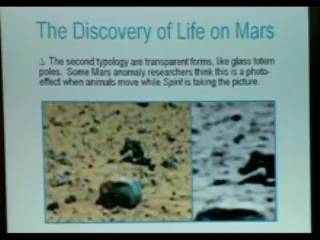 The Discovery of Life on Mars
△ The second typology are transparent forms, like glass totem
poles. Some Mars anomaly researchers think this is a photo-
effect when animals move while Spirit is taking the picture.